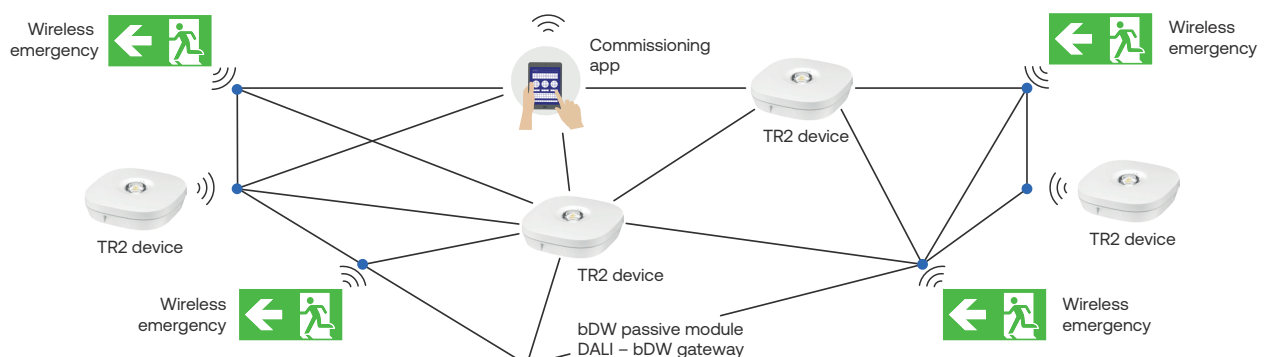 Wireless
emergency
Commissioning
app
Wireless
emergency
TR2 device
TR2 device
TR2 device
TR2 device
Wireless
emergency
Wireless
emergency
bDW passive module
DALI – bDW gateway